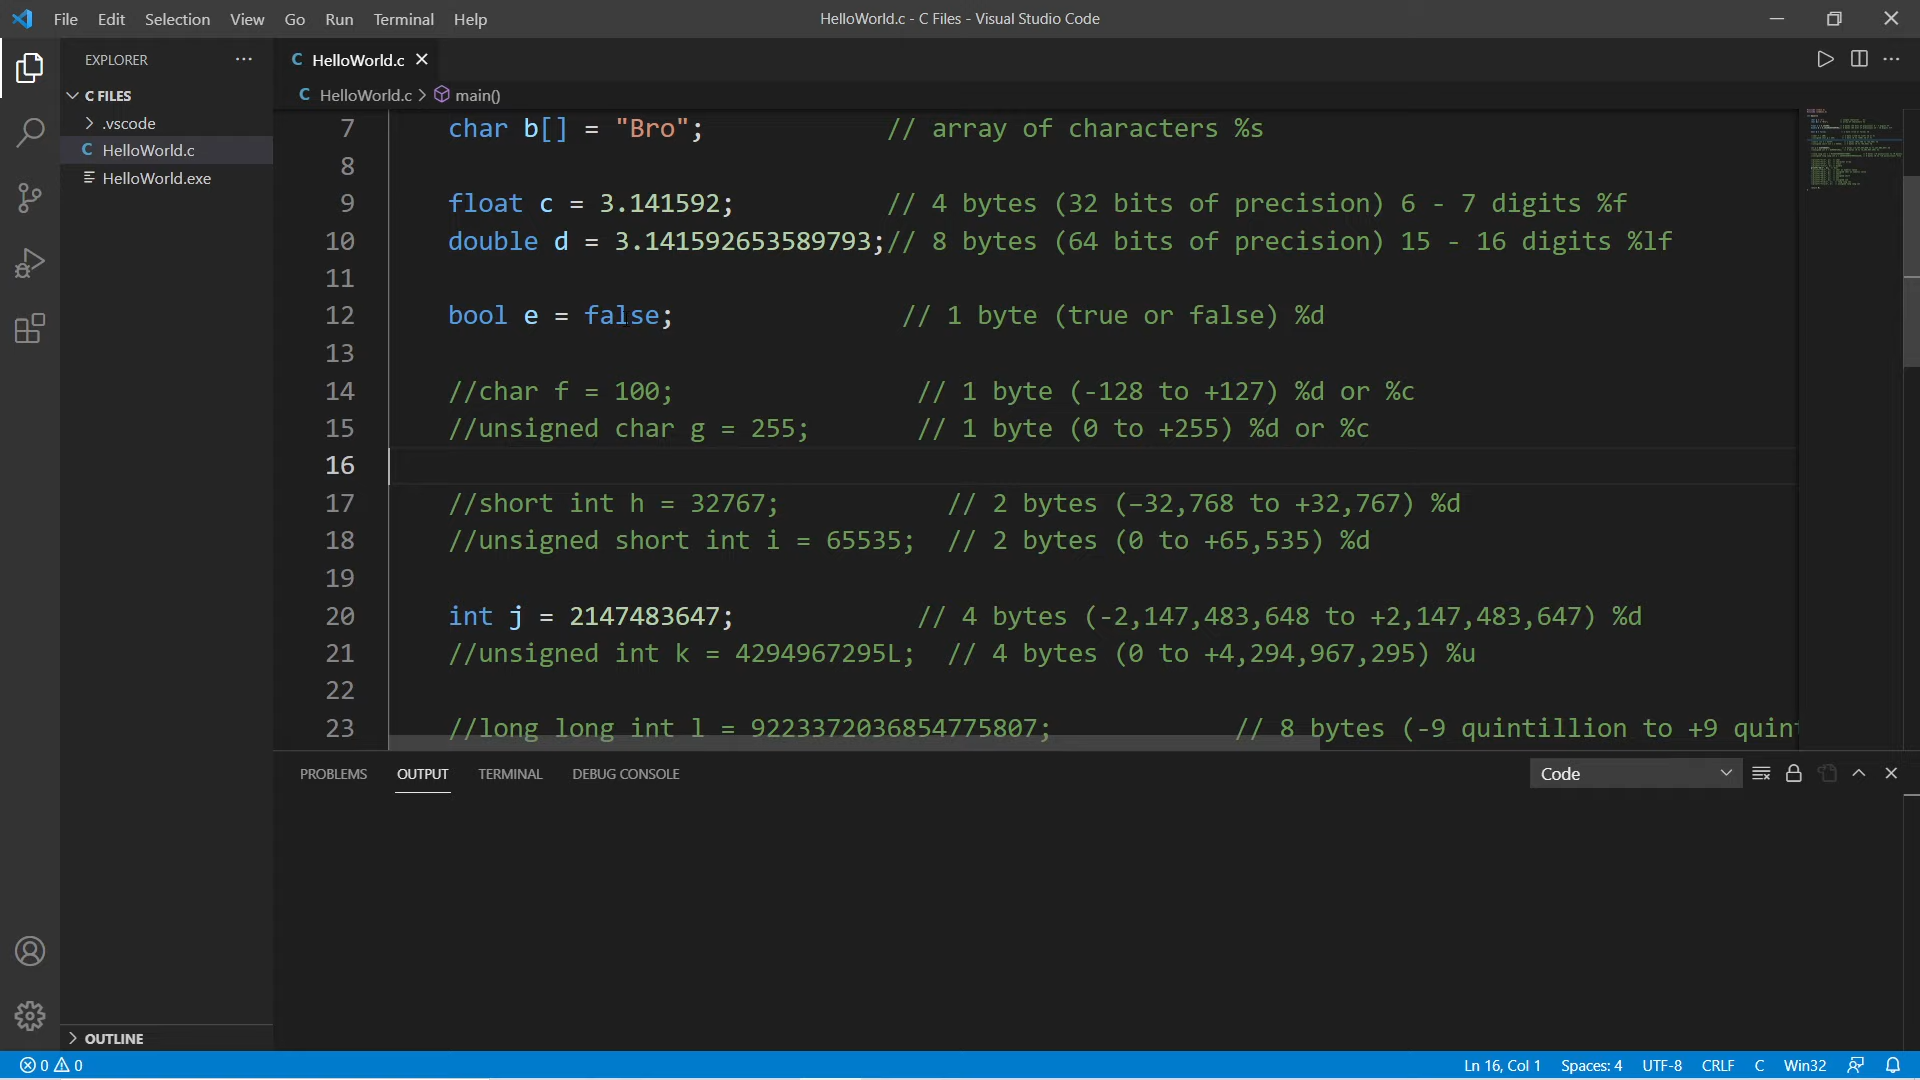 File Edit Selection View Go Run Terminal Help HelloWorld.c - C Files - Visual Studio Code
EXPLORER
C FILES
.vscode
C HelloWorld.c
HelloWorld.exe
OUTLINE
C HelloWorld.c
C HelloWorld.c > main()
7 char b[] = "Bro"; // array of characters %s
8
9 float c = 3.141592; // 4 bytes (32 bits of precision) 6 - 7 digits %f
10 double d = 3.141592653589793;// 8 bytes (64 bits of precision) 15 - 16 digits %lf
11
12 bool e = false; // 1 byte (true or false) %d
13
14 //char f = 100; // 1 byte (-128 to +127) %d or %c
15 //unsigned char g = 255; // 1 byte (0 to +255) %d or %c
16
17 //short int h = 32767; // 2 bytes (−32,768 to +32,767) %d
18 //unsigned short int i = 65535; // 2 bytes (0 to +65,535) %d
19
20 int j = 2147483647; // 4 bytes (-2,147,483,648 to +2,147,483,647) %d
21 //unsigned int k = 4294967295L; // 4 bytes (0 to +4,294,967,295) %u
22
23 //long long int l = 9223372036854775807; // 8 bytes (-9 quintillion to +9 quin
PROBLEMS OUTPUT TERMINAL DEBUG CONSOLE Code
0 0 Ln 16, Col 1 Spaces: 4 UTF-8 CRLF C Win32